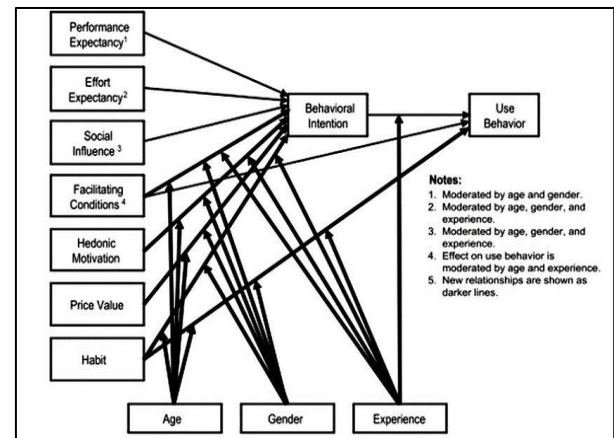 Performance
Expectancy1
Effort
Expectancy2
Social
Influence 3
Facilitating
Conditions 4
Hedonic
Motivation
Price Value
Habit
Behavioral
Intention
Use
Behavior
Notes:
1. Moderated by age and gender.
2. Moderated by age, gender, and
experience.
3. Moderated by age, gender, and
experience.
4. Effect on use behavior is
moderated by age and experience.
5. New relationships are shown as
darker lines.
Age
Gender
Experience